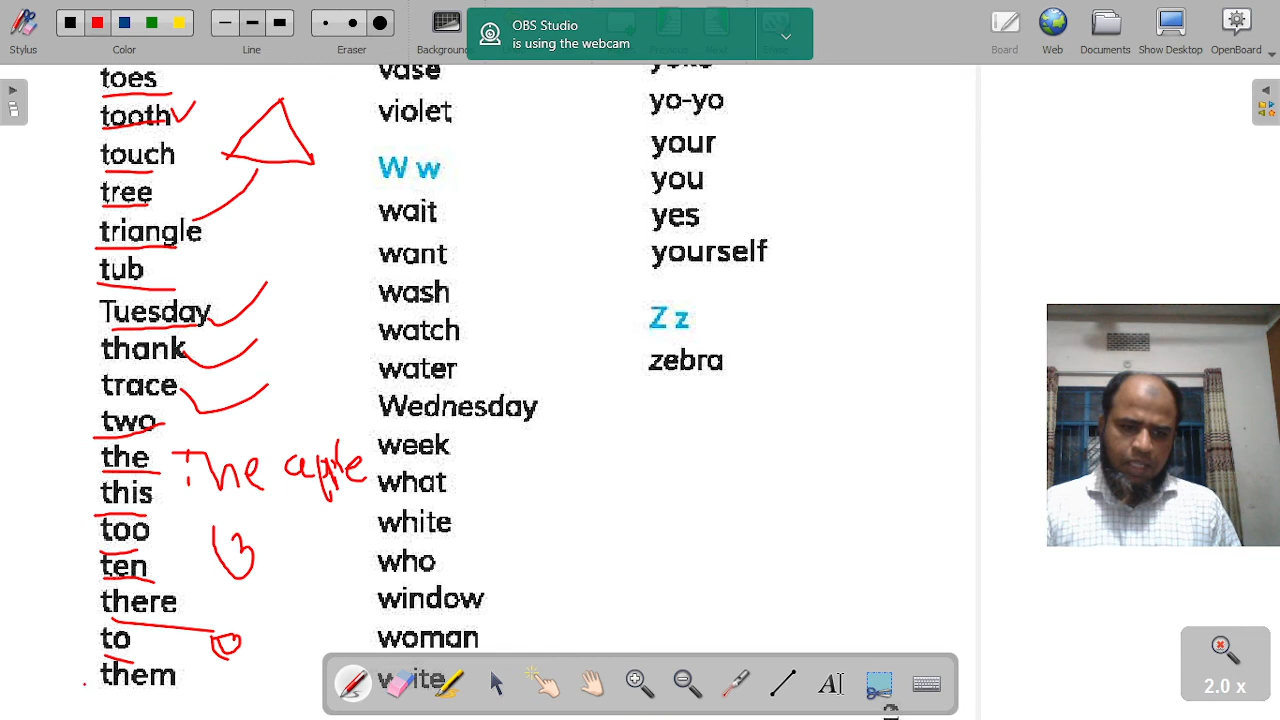 Stylus
Color
Line
Eraser
Background
OBS Studio
is using the webcam
Board
Web
Documents
Show Desktop
OpenBoard
toes
tooth
touch
tree
triangle
tub
Tuesday
thank
trace
two
the
The apple
this
too
ten
there
to
them
vase
violet
W w
wait
want
wash
watch
water
Wednesday
week
what
white
who
window
woman
yo-yo
your
you
yes
yourself
Z z
zebra
2.0 x